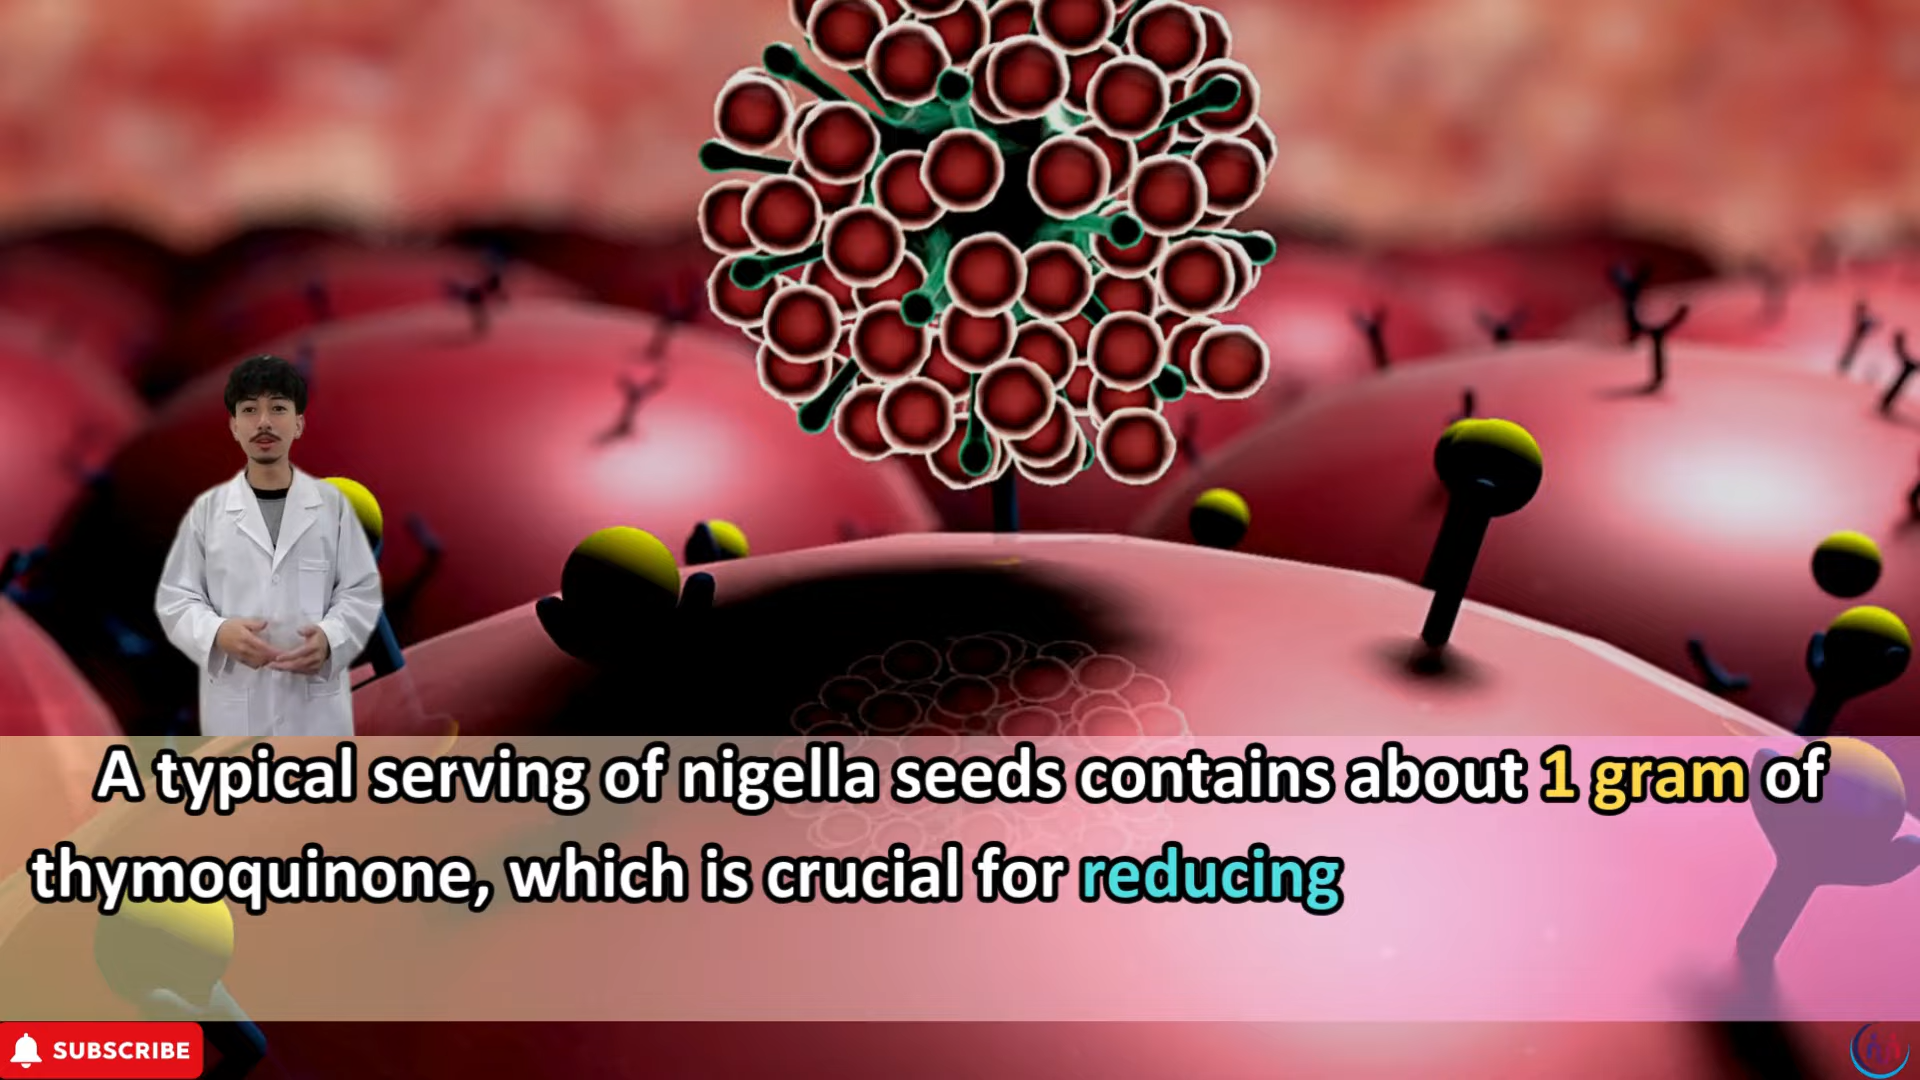 A typical serving of nigella seeds contains about 1 gram of
thymoquinone, which is crucial for reducing
SUBSCRIBE